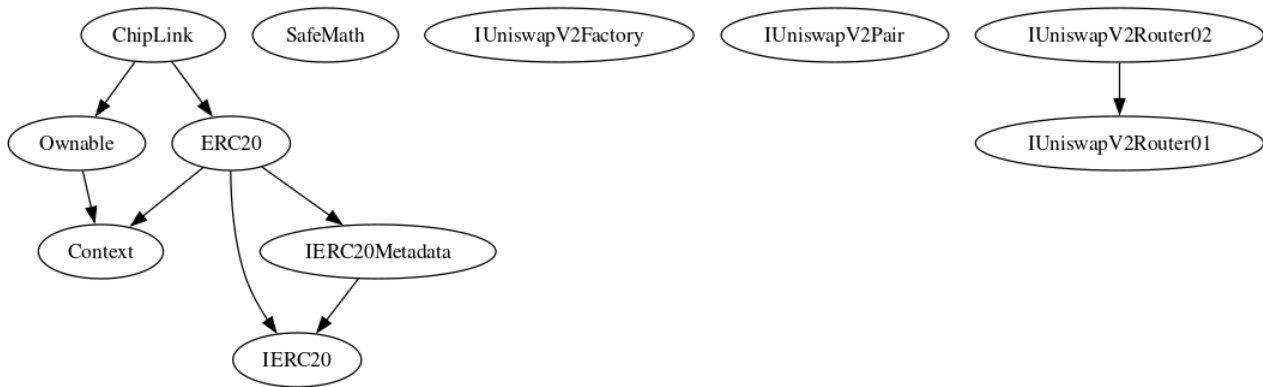 ChipLink SafeMath IUniswapV2Factory IUniswapV2Pair IUniswapV2Router02
Ownable ERC20 IUniswapV2Router01
Context IERC20Metadata
IERC20